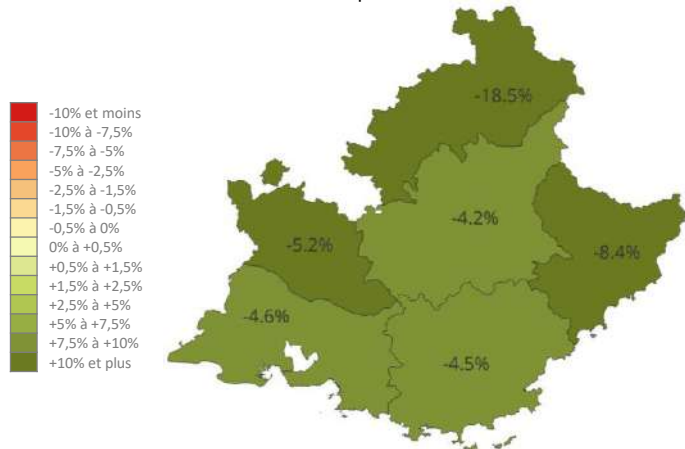 -18.5%
-10% et moins
-10% à -7,5%
-7,5% à -5%
-5% à -2,5%
-2,5% à -1,5%
-1,5% à -0,5%
-0,5% à 0%
0% à +0,5%
+0,5% à +1,5%
+1,5% à +2,5%
+2,5% à +5%
+5% à +7,5%
+7,5% à +10%
+10% et plus
-4.2%
-5.2%
-8.4%
-4.6%
-4.5%